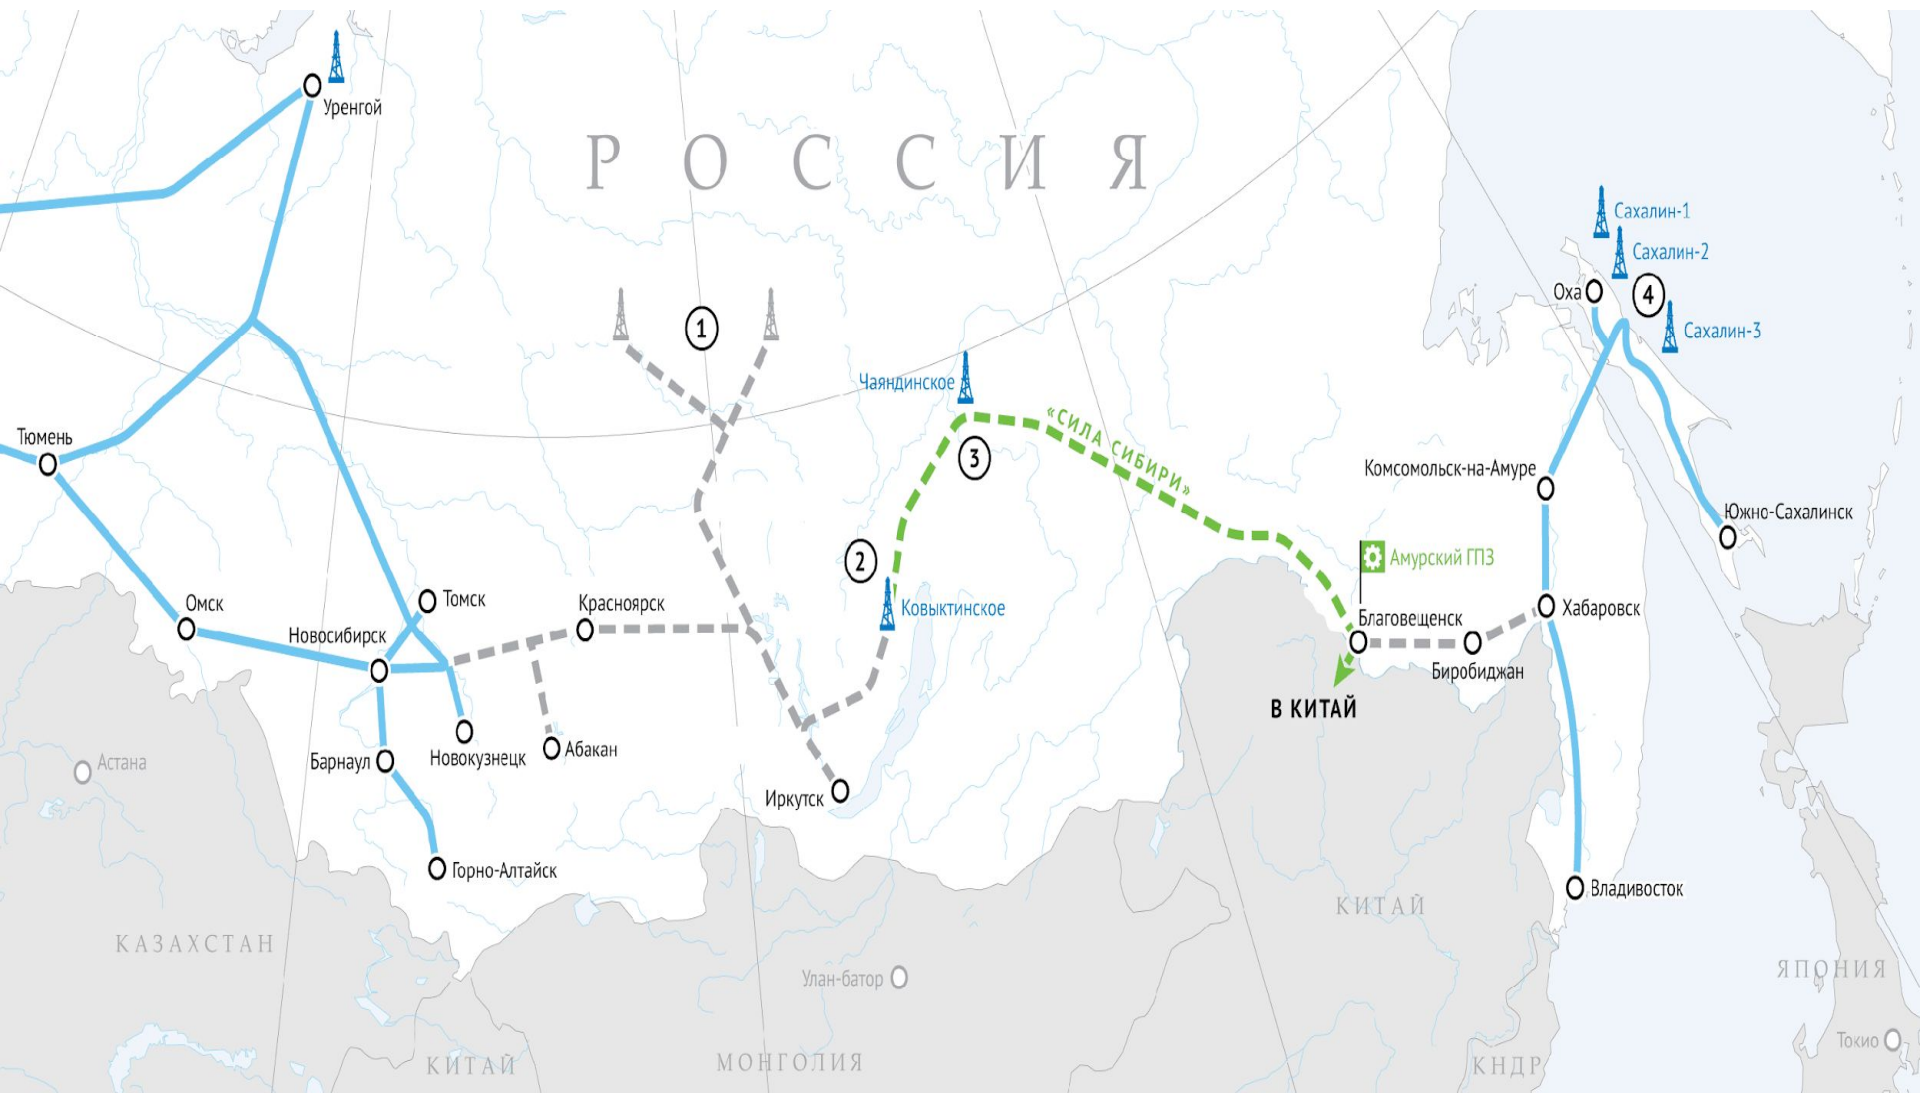 Уренгой
РОССИЯ
Сахалин-1
Сахалин-2
Оха
4
Сахалин-3
1
Чаяндинское
«СИЛА СИБИРИ»
3
Тюмень
Комсомольск-на-Амуре
Южно-Сахалинск
2
Амурский ГПЗ
Омск
Томск
Красноярск
Ковыктинское
Хабаровск
Благовещенск
Новосибирск
Биробиджан
В КИТАЙ
Абакан
Новокузнецк
Барнаул
Астана
Иркутск
Горно-Алтайск
Владивосток
КИТАЙ
КАЗАХСТАН
Улан-батор
ЯПОНИЯ
Токио
КИТАЙ
МОНГОЛИЯ
КНДР